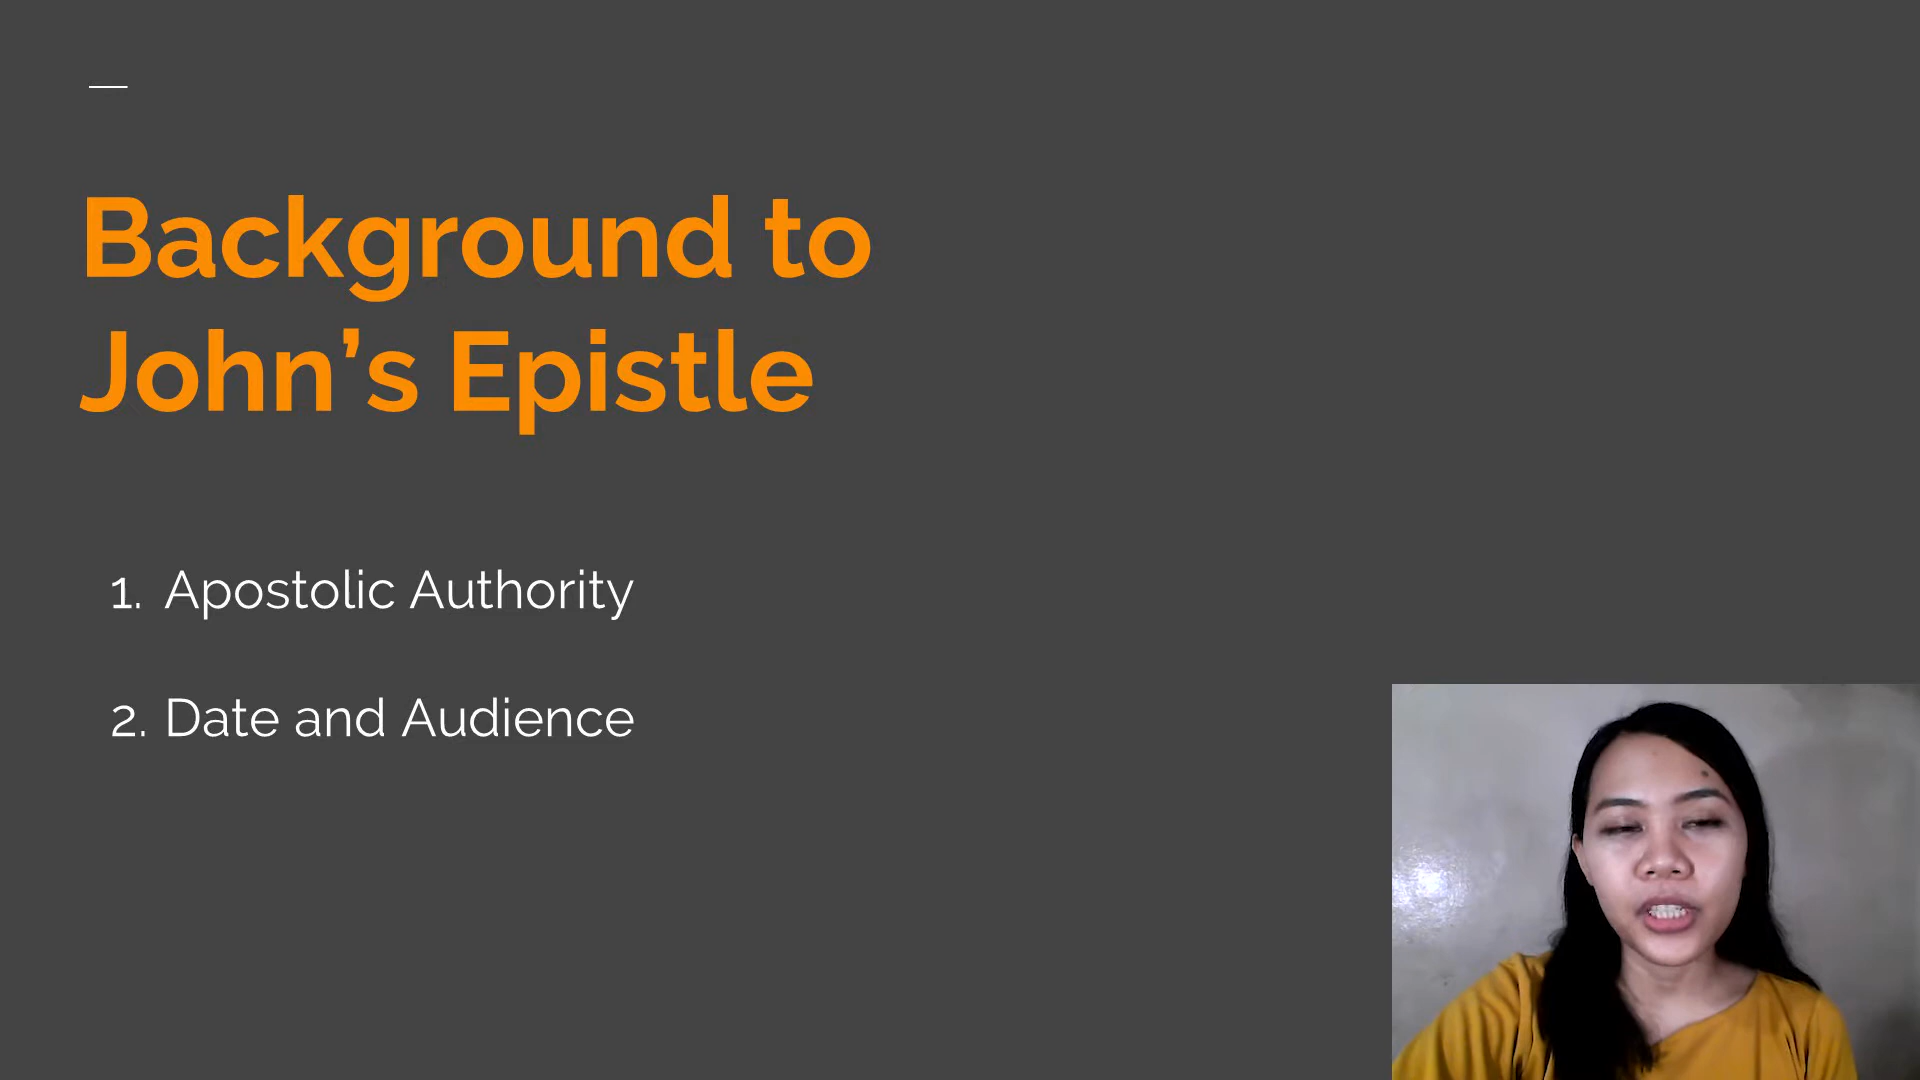 Background to
John’s Epistle
1. Apostolic Authority
2. Date and Audience